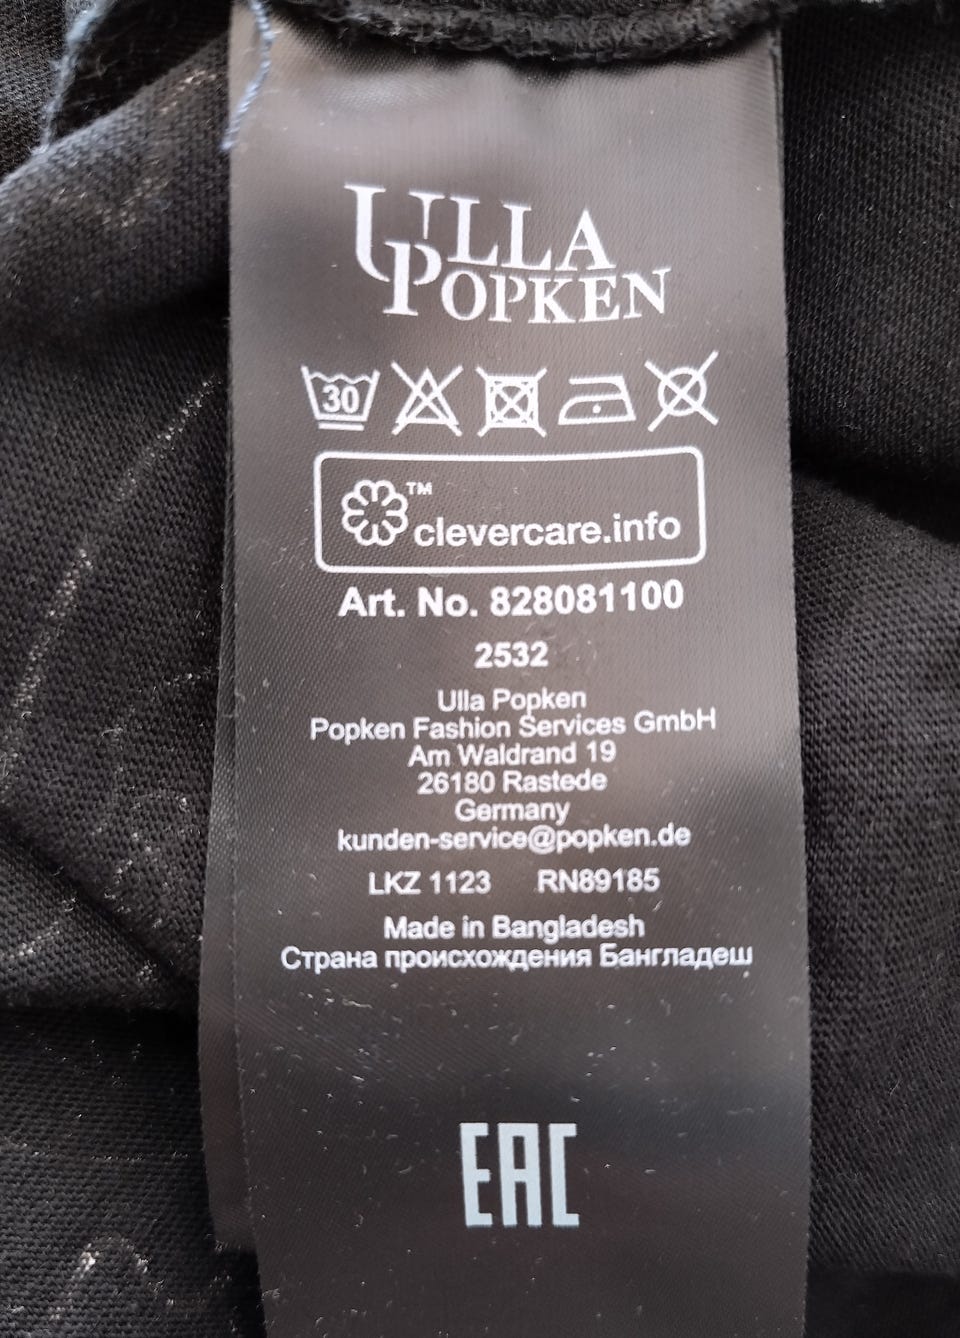 ULLA
POPKEN
30
™
clevercare.info
Art. No. 828081100
2532
Ulla Popken
Popken Fashion Services GmbH
Am Waldrand 19
26180 Rastede
Germany
kunden-service@popken.de
LKZ 1123 RN89185
Made in Bangladesh
Страна происхождения Бангладеш
EAC